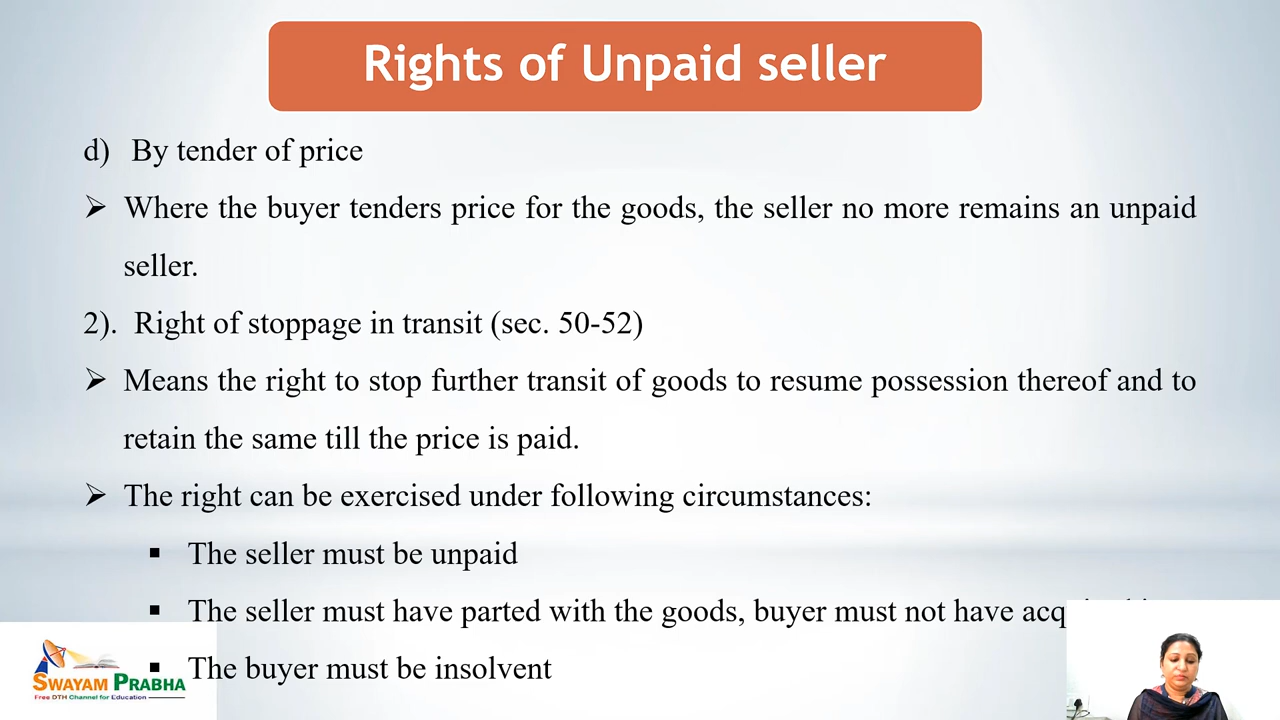 Rights of Unpaid seller
d) By tender of price
➢ Where the buyer tenders price for the goods, the seller no more remains an unpaid
seller.
2). Right of stoppage in transit (sec. 50-52)
➢ Means the right to stop further transit of goods to resume possession thereof and to
retain the same till the price is paid.
➢ The right can be exercised under following circumstances:
▪ The seller must be unpaid
▪ The seller must have parted with the goods, buyer must not have
▪ The buyer must be insolvent
SWAYAM PRABHA
Free DTH Channel for Education